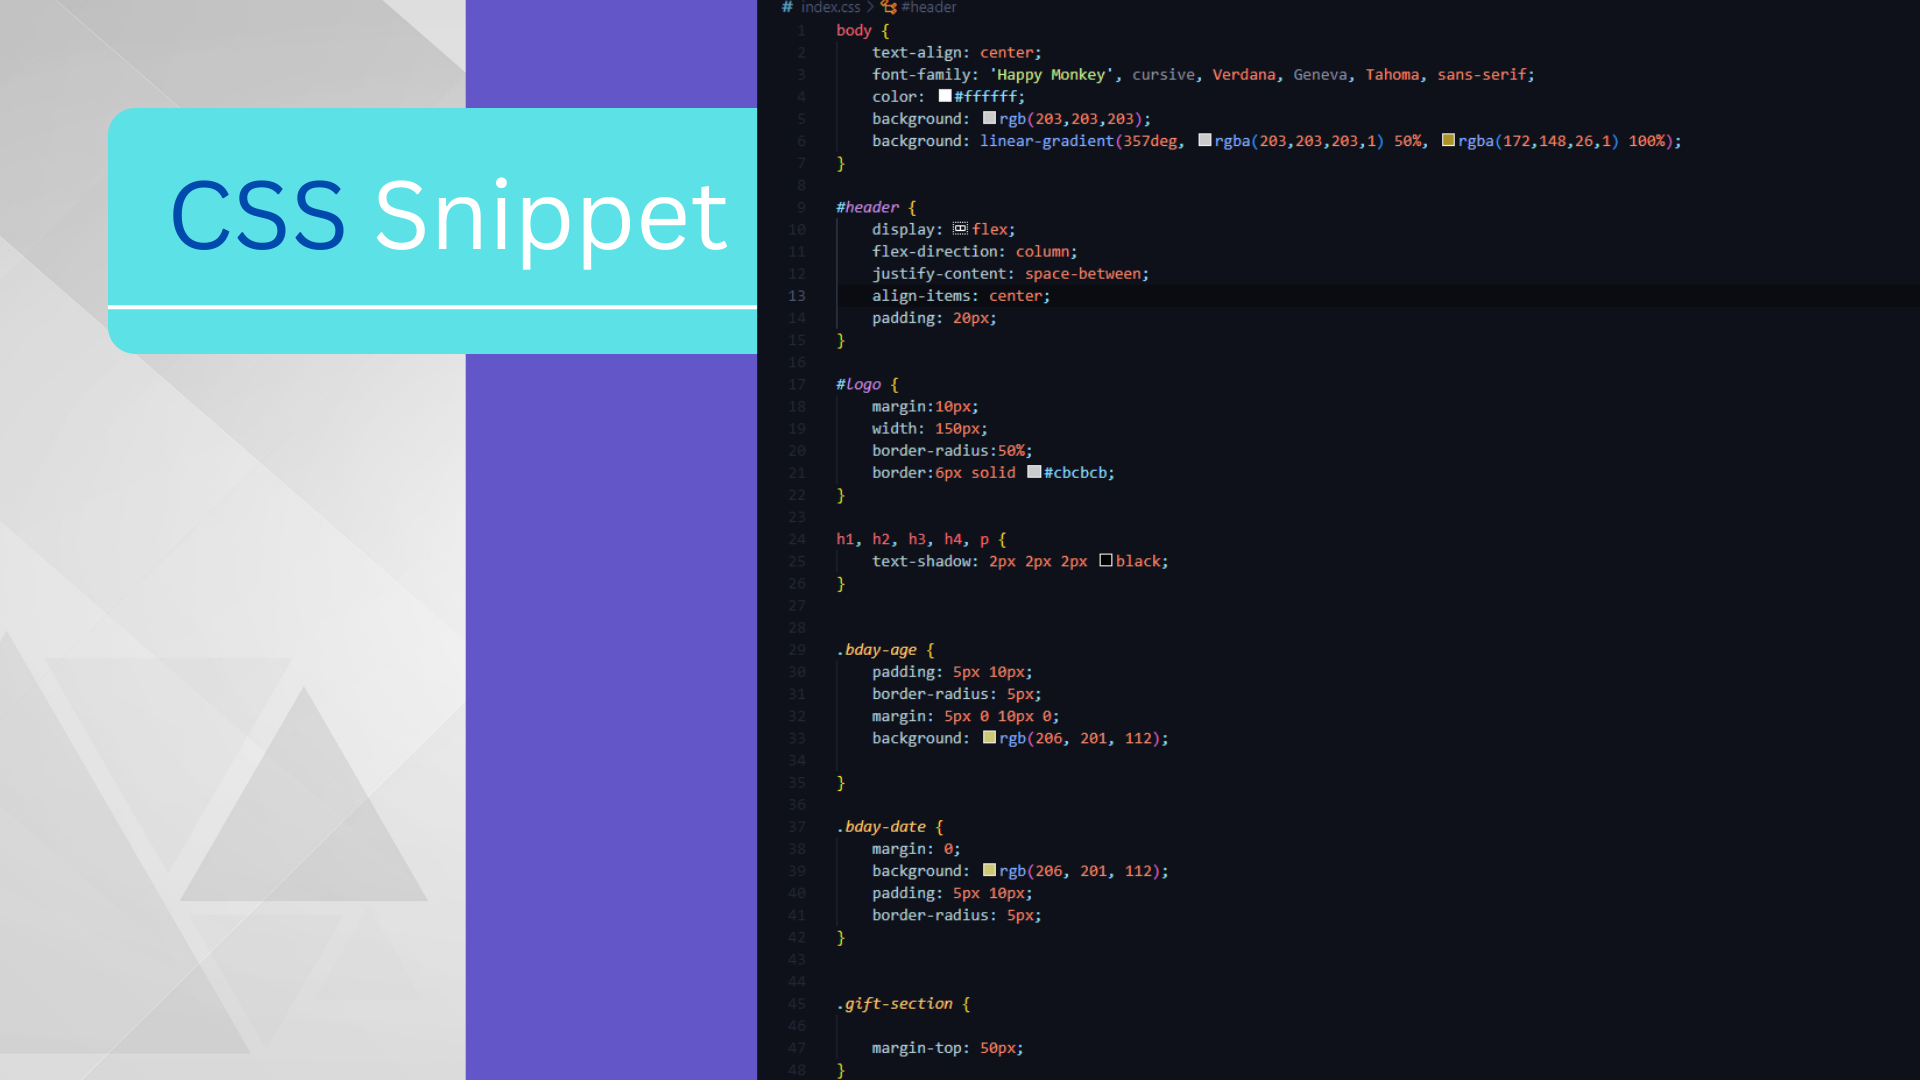 CSS Snippet
# index.css > #header
1 body {
2 text-align: center;
3 font-family: 'Happy Monkey', cursive, Verdana, Geneva, Tahoma, sans-serif;
4 color: #ffffff;
5 background: rgb(203,203,203);
6 background: linear-gradient(357deg, rgba(203,203,203,1) 50%, rgba(172,148,26,1) 100%);
7 }
8
9 #header {
10 display: flex;
11 flex-direction: column;
12 justify-content: space-between;
13 align-items: center;
14 padding: 20px;
15 }
16
17 #logo {
18 margin:10px;
19 width: 150px;
20 border-radius:50%;
21 border:6px solid #cbcbcb;
22 }
23
24 h1, h2, h3, h4, p {
25 text-shadow: 2px 2px 2px black;
26 }
27
28
29 .bday-age {
30 padding: 5px 10px;
31 border-radius: 5px;
32 margin: 5px 0 10px 0;
33 background: rgb(206, 201, 112);
34
35 }
36
37 .bday-date {
38 margin: 0;
39 background: rgb(206, 201, 112);
40 padding: 5px 10px;
41 border-radius: 5px;
42 }
43
44
45 .gift-section {
46
47 margin-top: 50px;
48 }